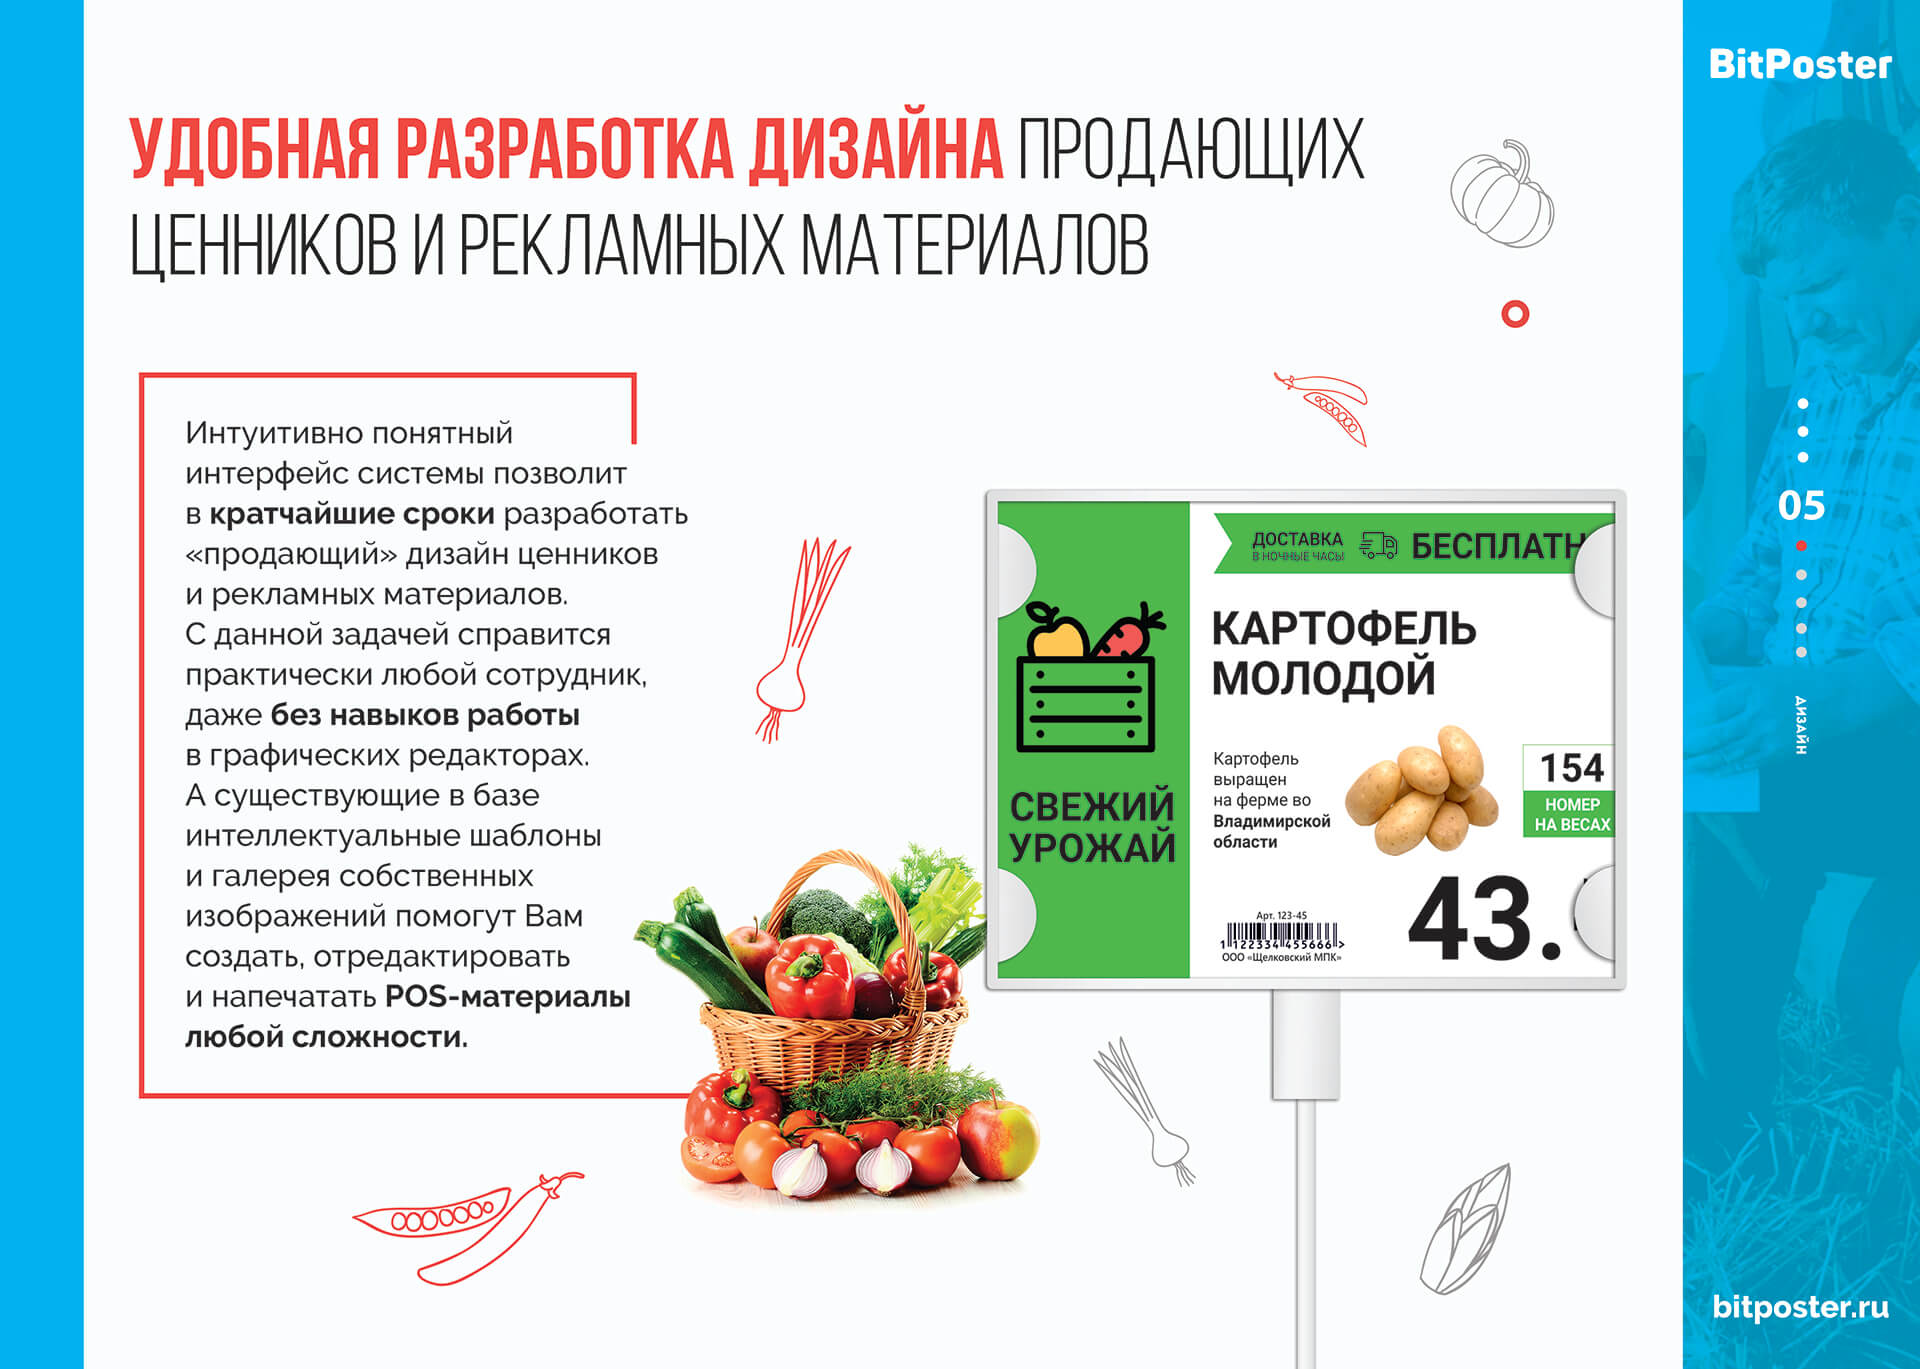 BitPoster
УДОБНАЯ РАЗРАБОТКА ДИЗАЙНА ПРОДАЮЩИХ
ЦЕННИКОВ И РЕКЛАМНЫХ МАТЕРИАЛОВ
Интуитивно понятный
интерфейс системы позволит
в кратчайшие сроки разработать
«продающий» дизайн ценников
и рекламных материалов.
С данной задачей справится
практически любой сотрудник,
даже без навыков работы
в графических редакторах.
А существующие в базе
интеллектуальные шаблоны
и галерея собственных
изображений помогут Вам
создать, отредактировать
и напечатать POS-материалы
любой сложности.
СВЕЖИЙ
УРОЖАЙ
ДОСТАВКА
В НОЧНЫЕ ЧАСЫ
БЕСПЛАТН
КАРТОФЕЛЬ
МОЛОДОЙ
Картофель
выращен
на ферме во
Владимирской
области
154
НОМЕР
НА ВЕСАХ
Арт. 123-45
1 122334 455666 >
ООО «Щелковский МПК»
43.
05
ДИЗАЙН
bitposter.ru